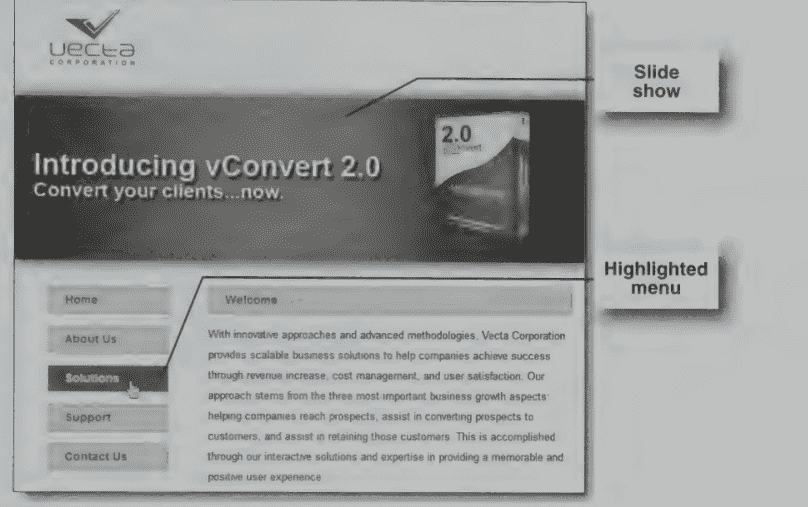 vecta
CORPORATION
Slide
show
2.0
Introducing vConvert 2.0
Convert your clients...now.
Highlighted
menu
Home
Welcome
About Us
With innovative approaches and advanced methodologies, Vecta Corporation
provides scalable business solutions to help companies achieve success
Solutions
through revenue increase, cost management, and user satisfaction. Our
approach stems from the three most important business growth aspects:
Support
helping companies reach prospects, assist in converting prospects to
customers, and assist in retaining those customers. This is accomplished
Contact Us
through our interactive solutions and expertise in providing a memorable and
positive user experience